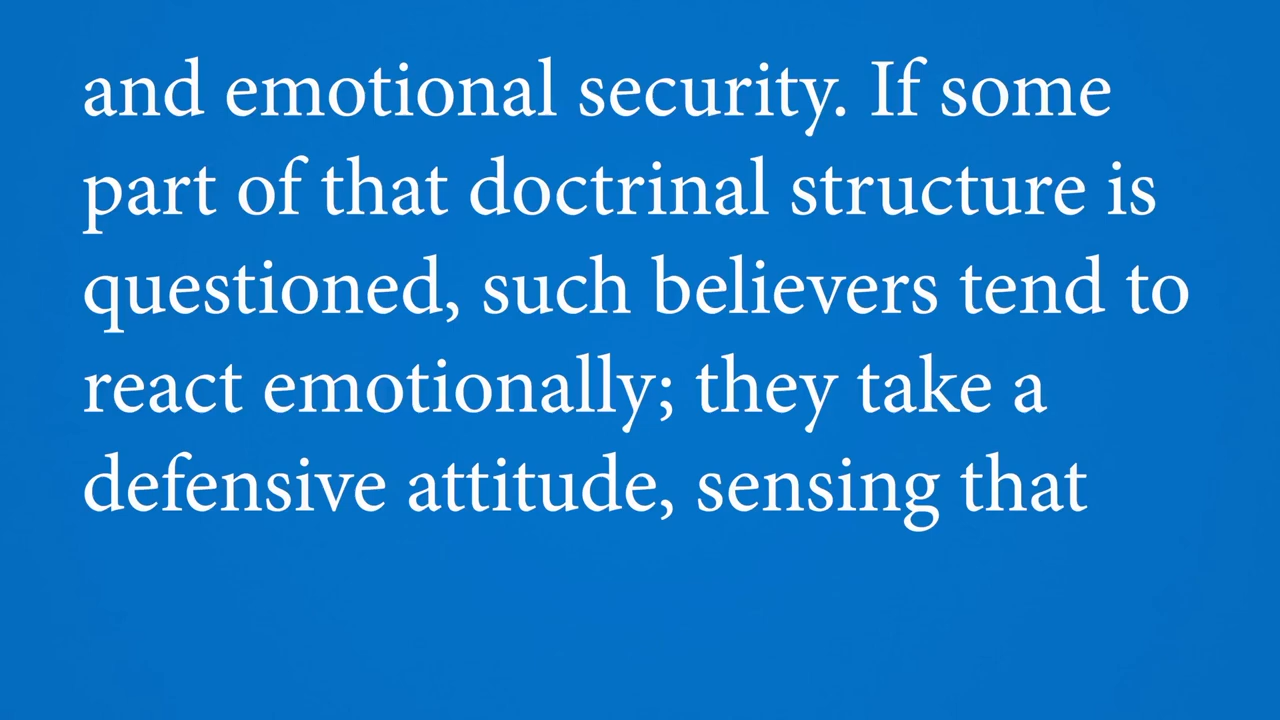 and emotional security. If some
part of that doctrinal structure is
questioned, such believers tend to
react emotionally; they take a
defensive attitude, sensing that